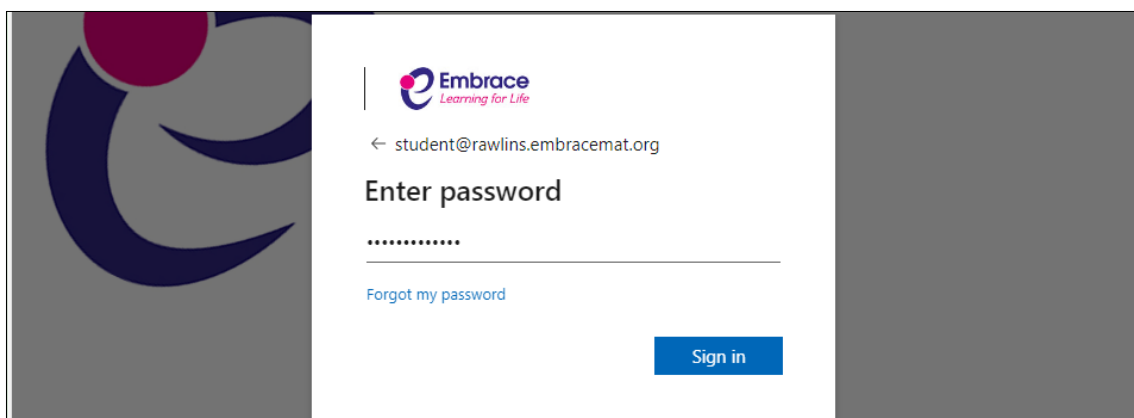 Embrace
Learning for Life
← student@rawlins.embracemat.org
Enter password
•••••••••••••
Forgot my password
Sign in